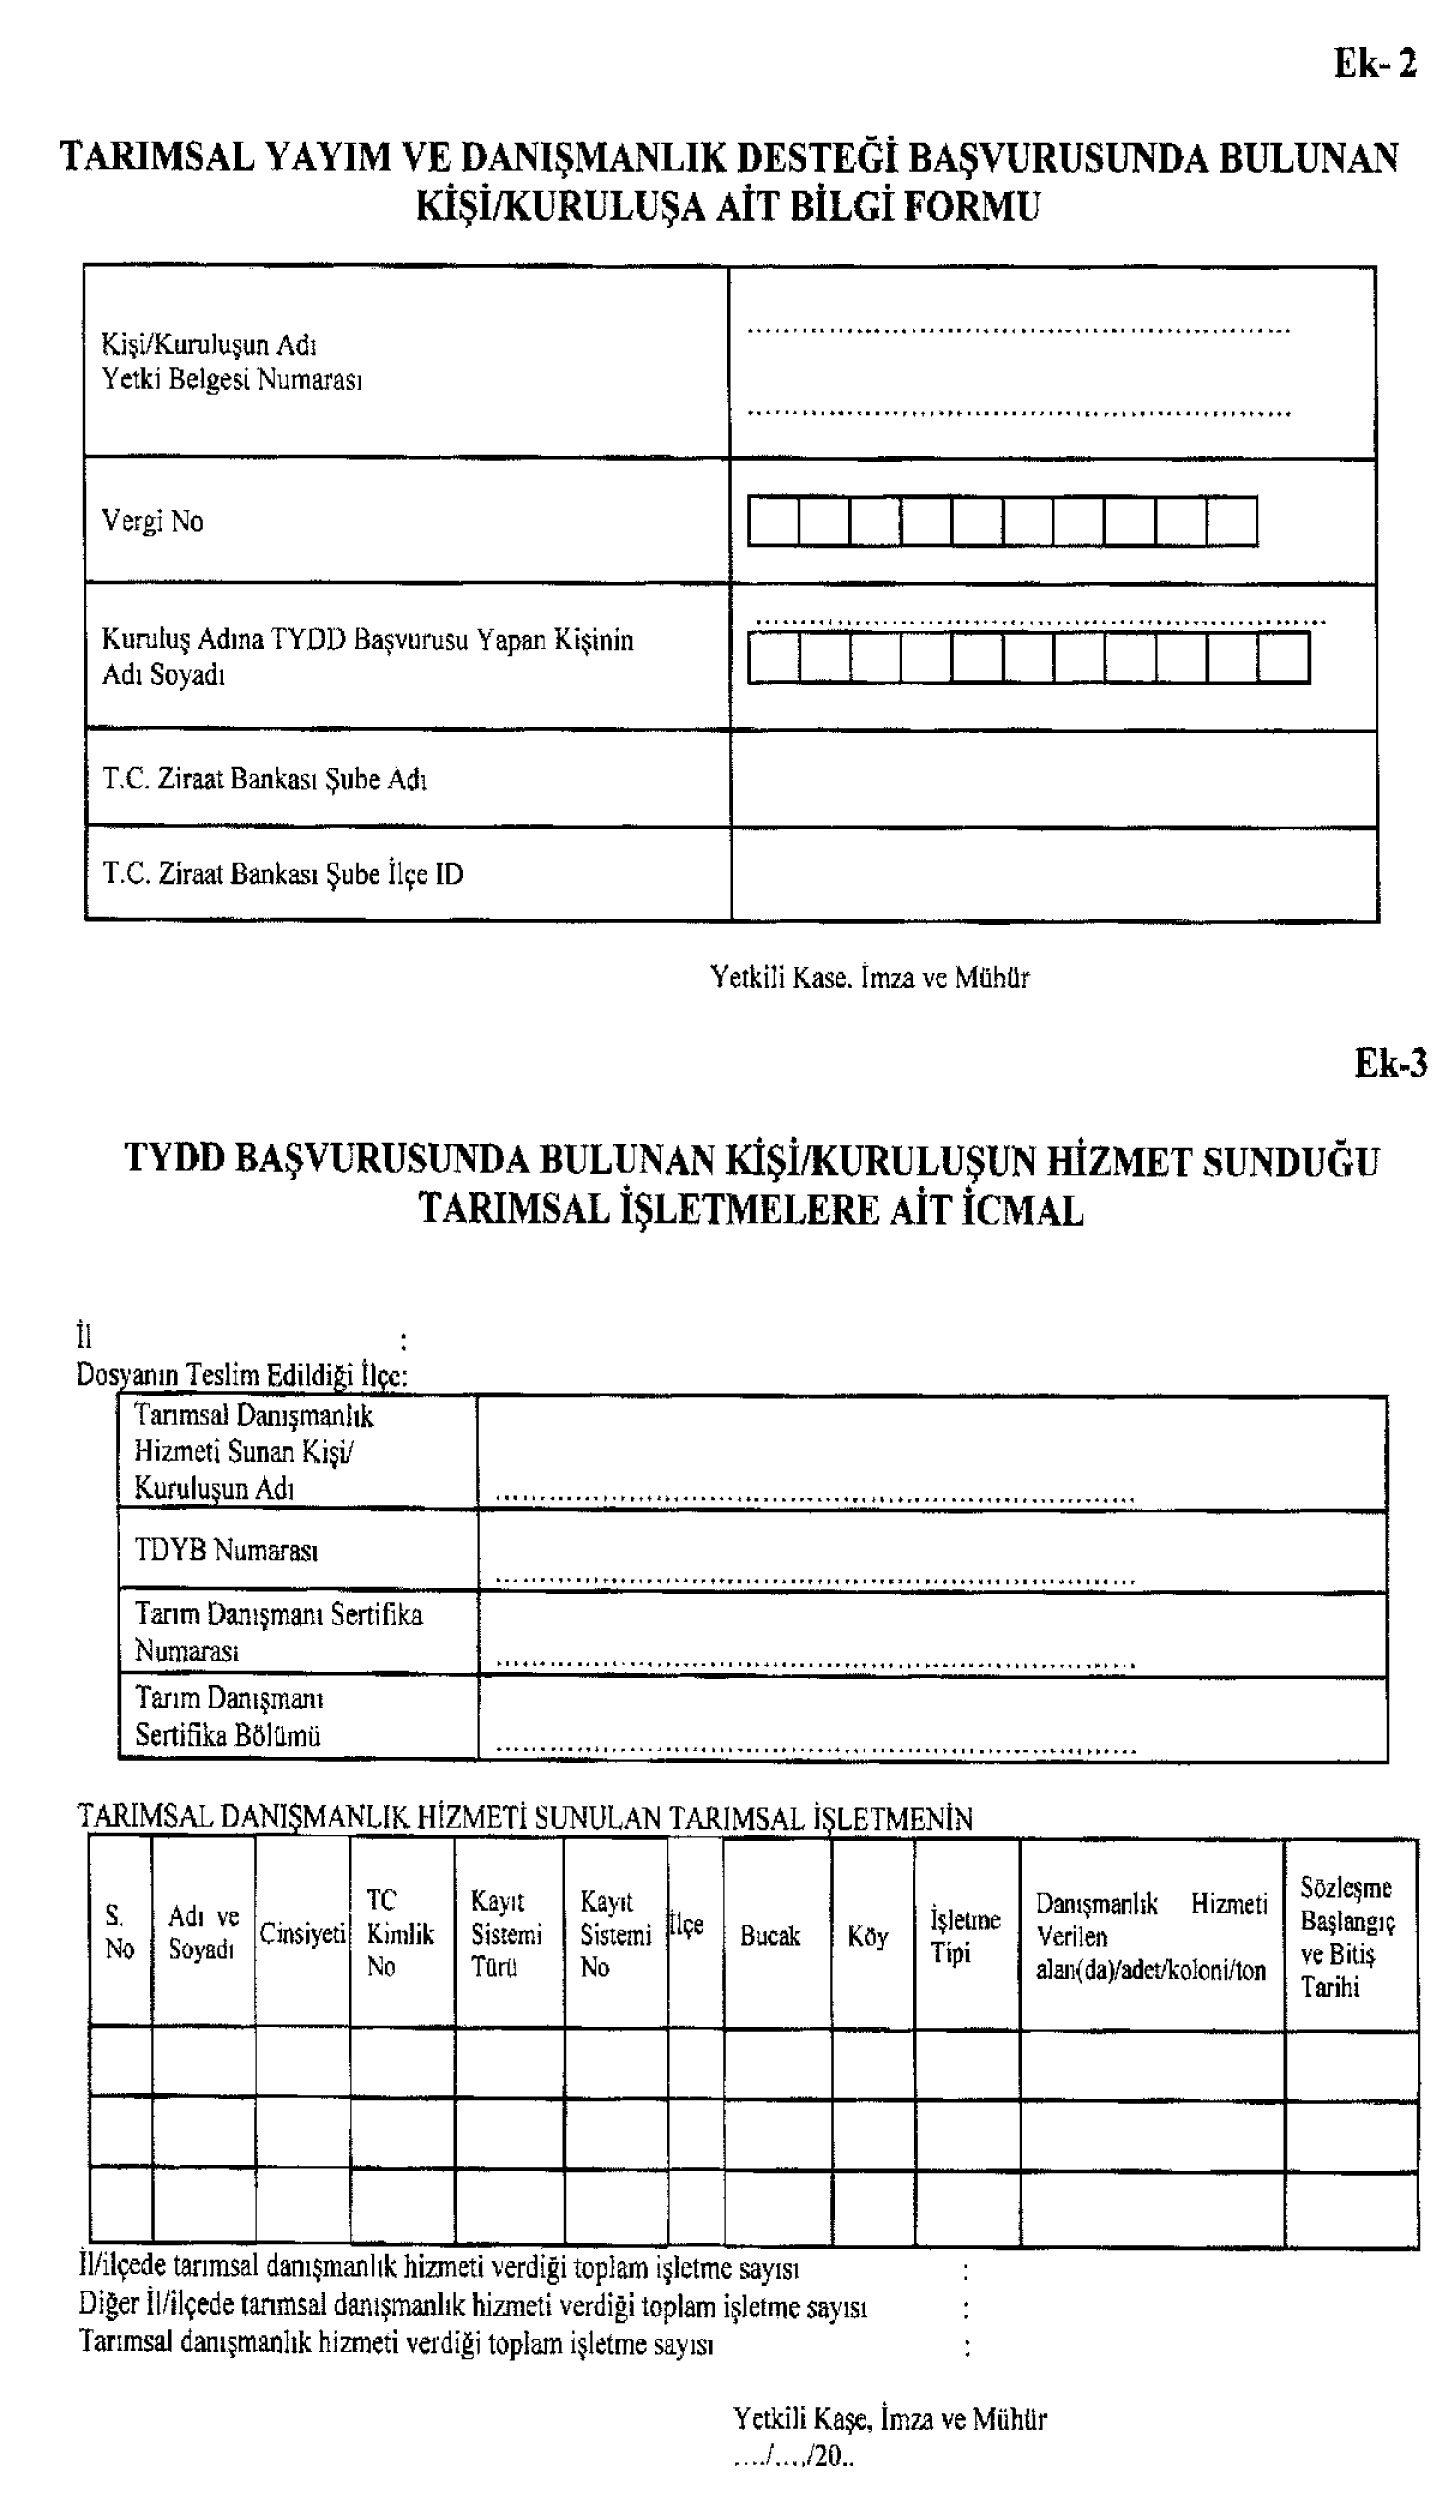 Ek- 2
TARIMSAL YAYIM VE DANIŞMANLIK DESTEĞİ BAŞVURUSUNDA BULUNAN
KİŞİ/KURULUŞA AİT BİLGİ FORMU
Kişi/Kuruluşun Adı
Yetki Belgesi Numarası
Vergi No
Kuruluş Adına TYDD Başvurusu Yapan Kişinin
Adı Soyadı
T.C. Ziraat Bankası Şube Adı
T.C. Ziraat Bankası Şube İlçe ID
Yetkili Kase. İmza ve Mühür
Ek-3
TYDD BAŞVURUSUNDA BULUNAN KİŞİ/KURULUŞUN HİZMET SUNDUĞU
TARIMSAL İŞLETMELERE AİT İCMAL
İl :
Dosyanın Teslim Edildiği İlçe:
Tarımsal Danışmanlık
Hizmeti Sunan Kişi/
Kuruluşun Adı
TDYB Numarası
Tarım Danışmanı Sertifika
Numarası
Tarım Danışmanı
Sertifika Bölümü
TARIMSAL DANIŞMANLIK HİZMETİ SUNULAN TARIMSAL İŞLETMENİN
S.
No
Adı ve
Soyadı
Cinsiyeti
TC
Kimlik
No
Kayıt
Sistemi
Türü
Kayıt
Sistemi
No
İlçe
Bucak
Köy
İşletme
Tipi
Danışmanlık Hizmeti
Verilen
alan(da)/adet/koloni/ton
Sözleşme
Başlangıç
ve Bitiş
Tarihi
İl/ilçede tarımsal danışmanlık hizmeti verdiği toplam işletme sayısı :
Diğer İl/ilçede tarımsal danışmanlık hizmeti verdiği toplam işletme sayısı :
Tarımsal danışmanlık hizmeti verdiği toplam işletme sayısı :
Yetkili Kaşe, İmza ve Mühür
..../..../20..